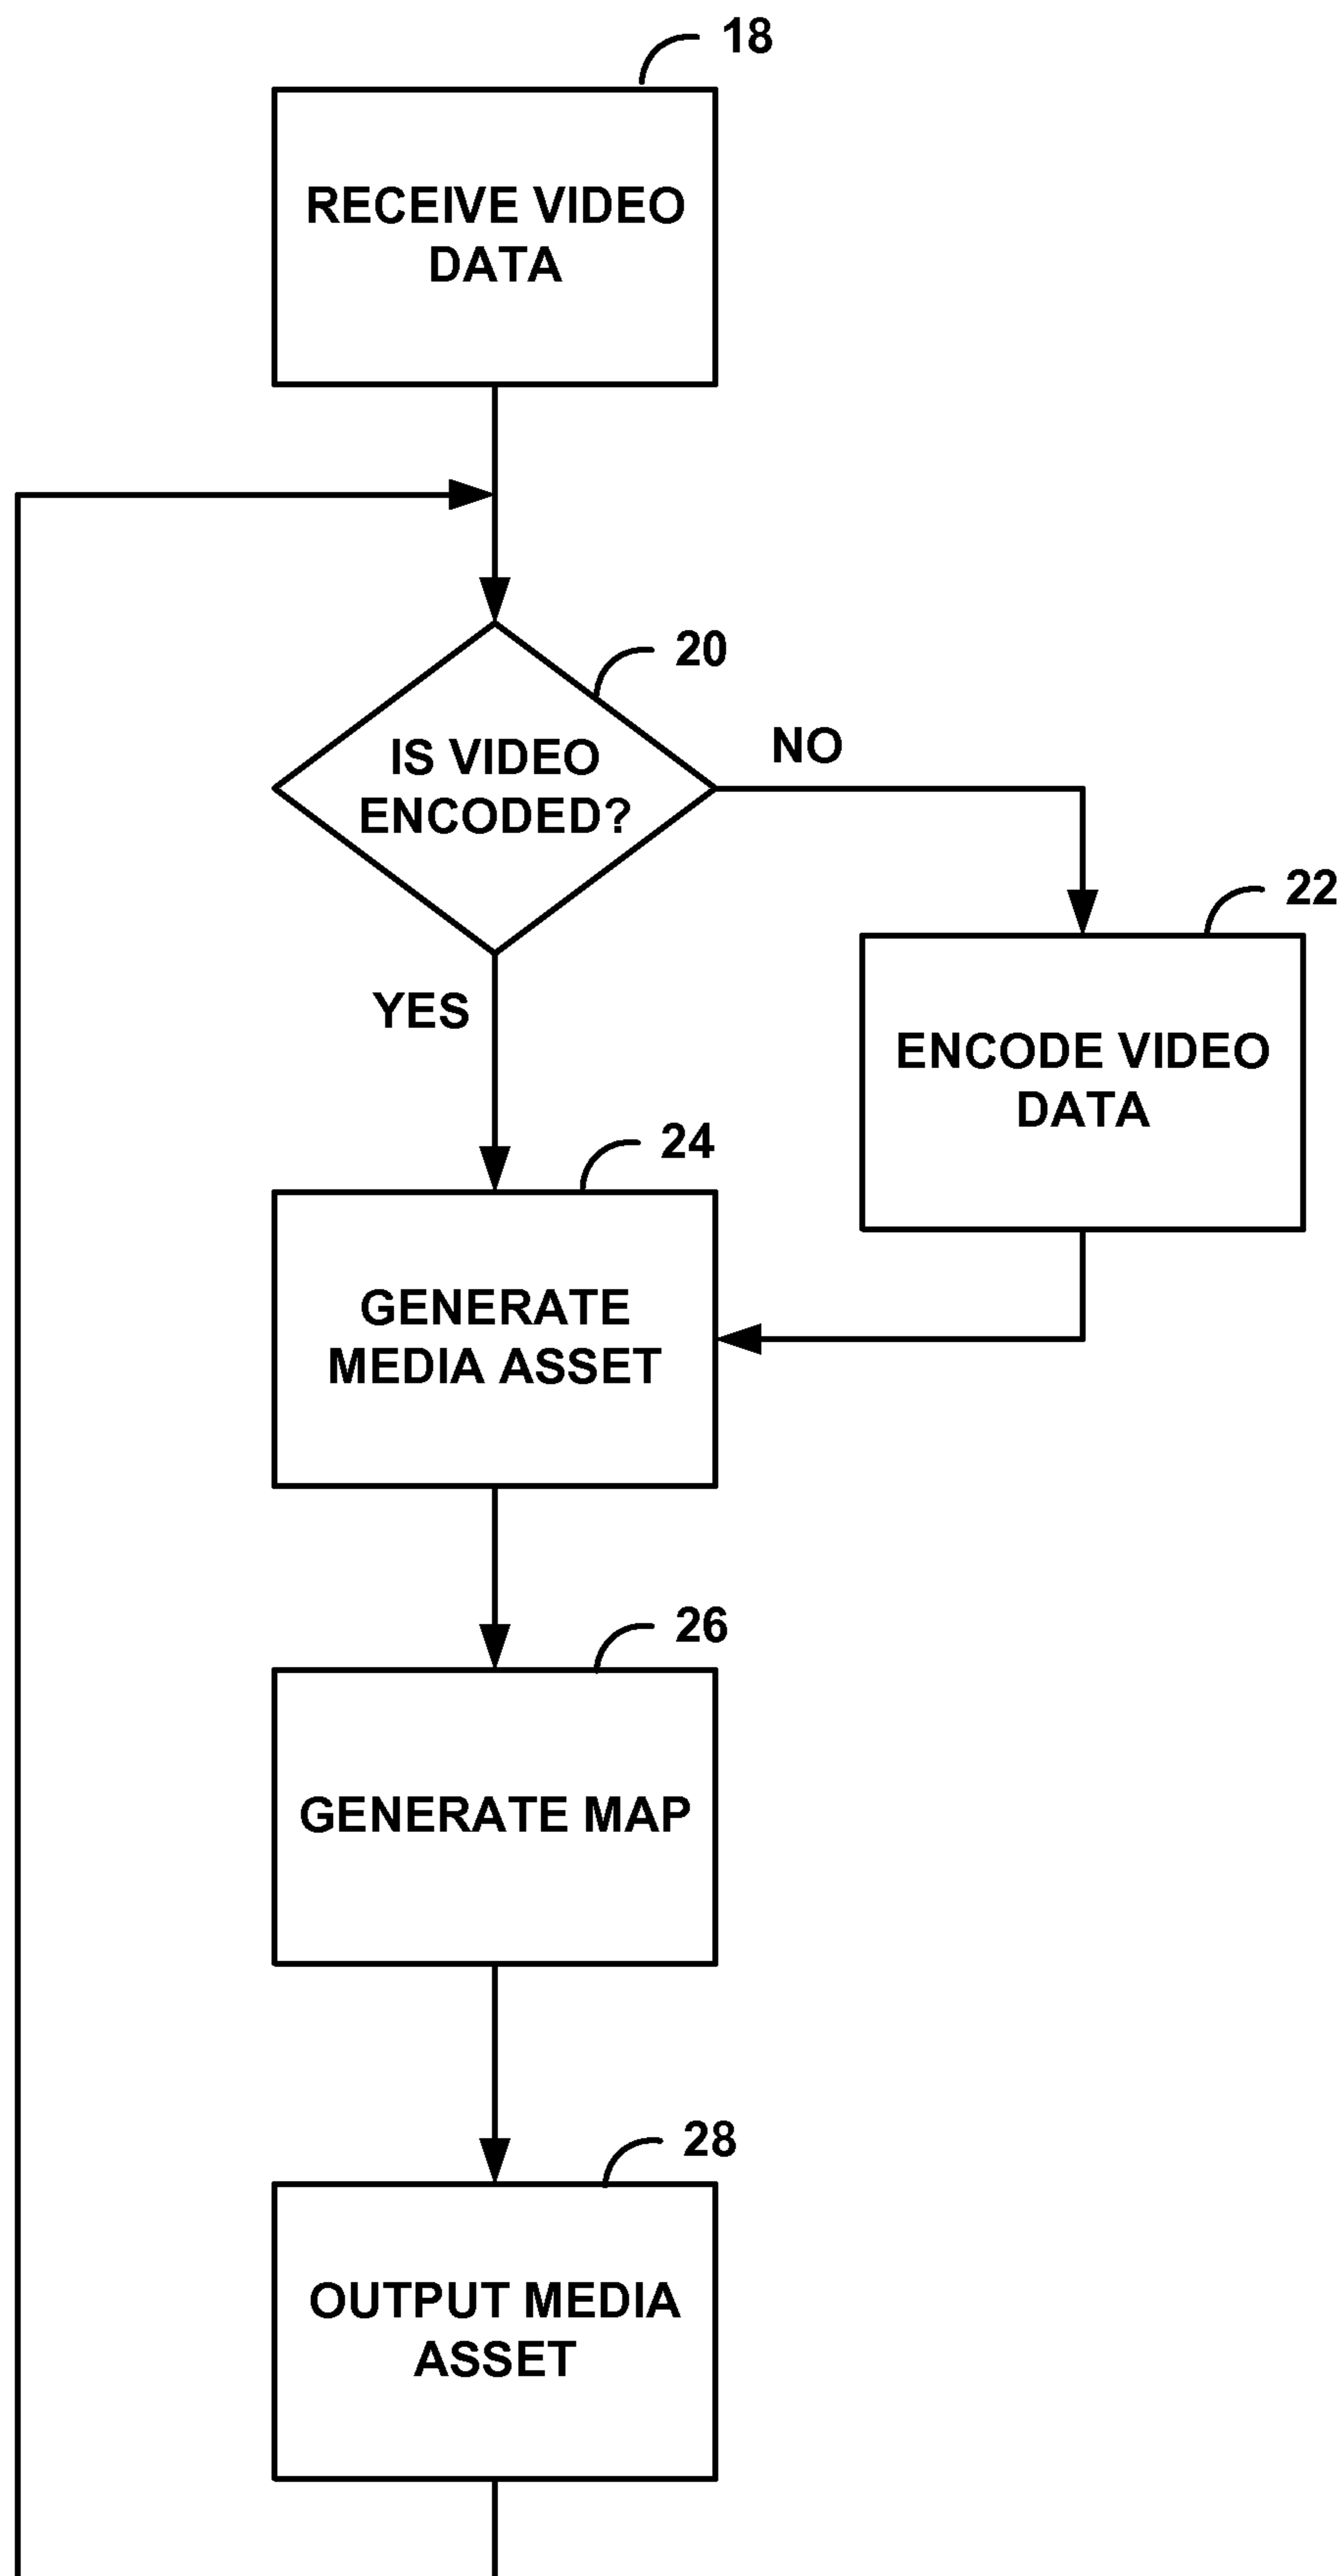 18
RECEIVE VIDEO
DATA
20
IS VIDEO
ENCODED?
NO
22
YES
ENCODE VIDEO
DATA
24
GENERATE
MEDIA ASSET
26
GENERATE MAP
28
OUTPUT MEDIA
ASSET